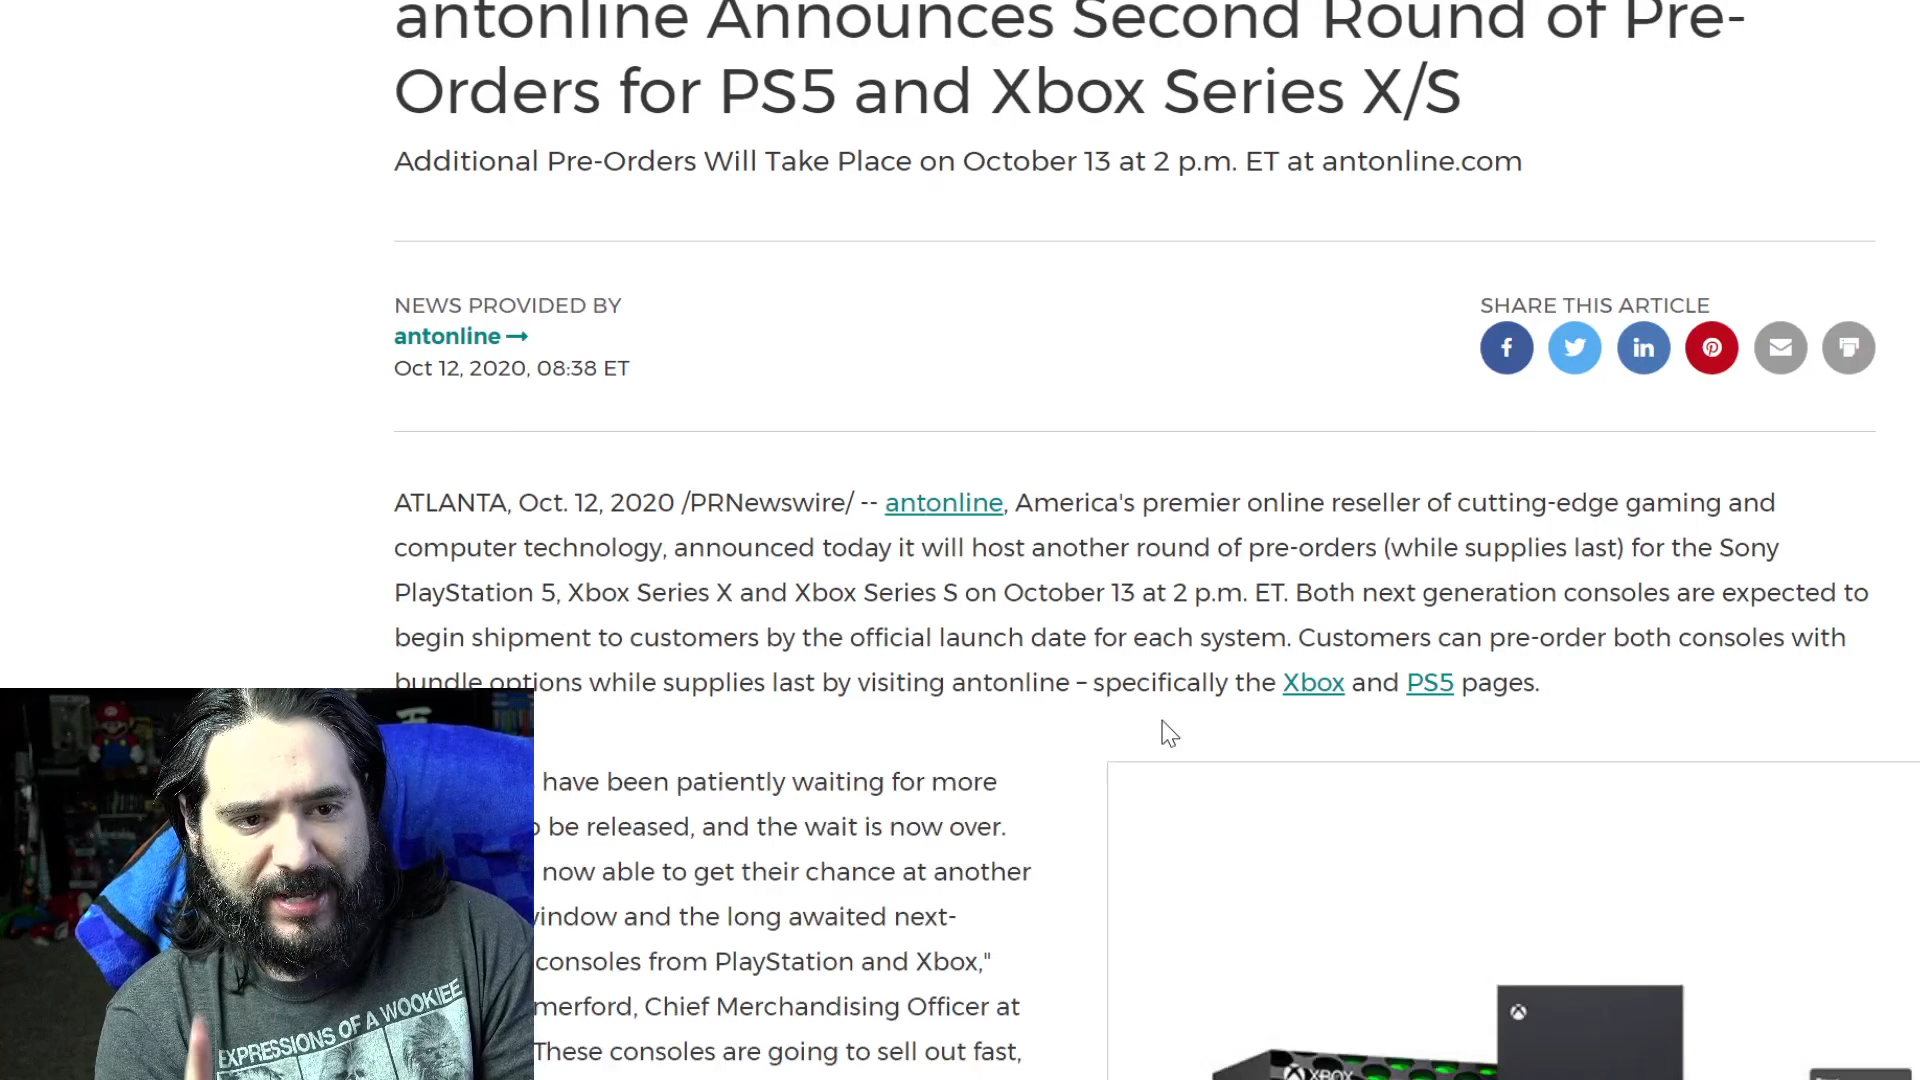 antonline Announces Second Round of Pre-
Orders for PS5 and Xbox Series X/S
Additional Pre-Orders Will Take Place on October 13 at 2 p.m. ET at antonline.com
NEWS PROVIDED BY
antonline
Oct 12, 2020, 08:38 ET
SHARE THIS ARTICLE
ATLANTA, Oct. 12, 2020 /PRNewswire/ -- antonline, America's premier online reseller of cutting-edge gaming and
computer technology, announced today it will host another round of pre-orders (while supplies last) for the Sony
PlayStation 5, Xbox Series X and Xbox Series S on October 13 at 2 p.m. ET. Both next generation consoles are expected to
begin shipment to customers by the official launch date for each system. Customers can pre-order both consoles with
bundle options while supplies last by visiting antonline – specifically the Xbox and PS5 pages.
have been patiently waiting for more
be released, and the wait is now over.
now able to get their chance at another
window and the long awaited next-
consoles from PlayStation and Xbox,"
merford, Chief Merchandising Officer at
These consoles are going to sell out fast,
EXPRESSIONS OF A WOOKIEE
XBOX